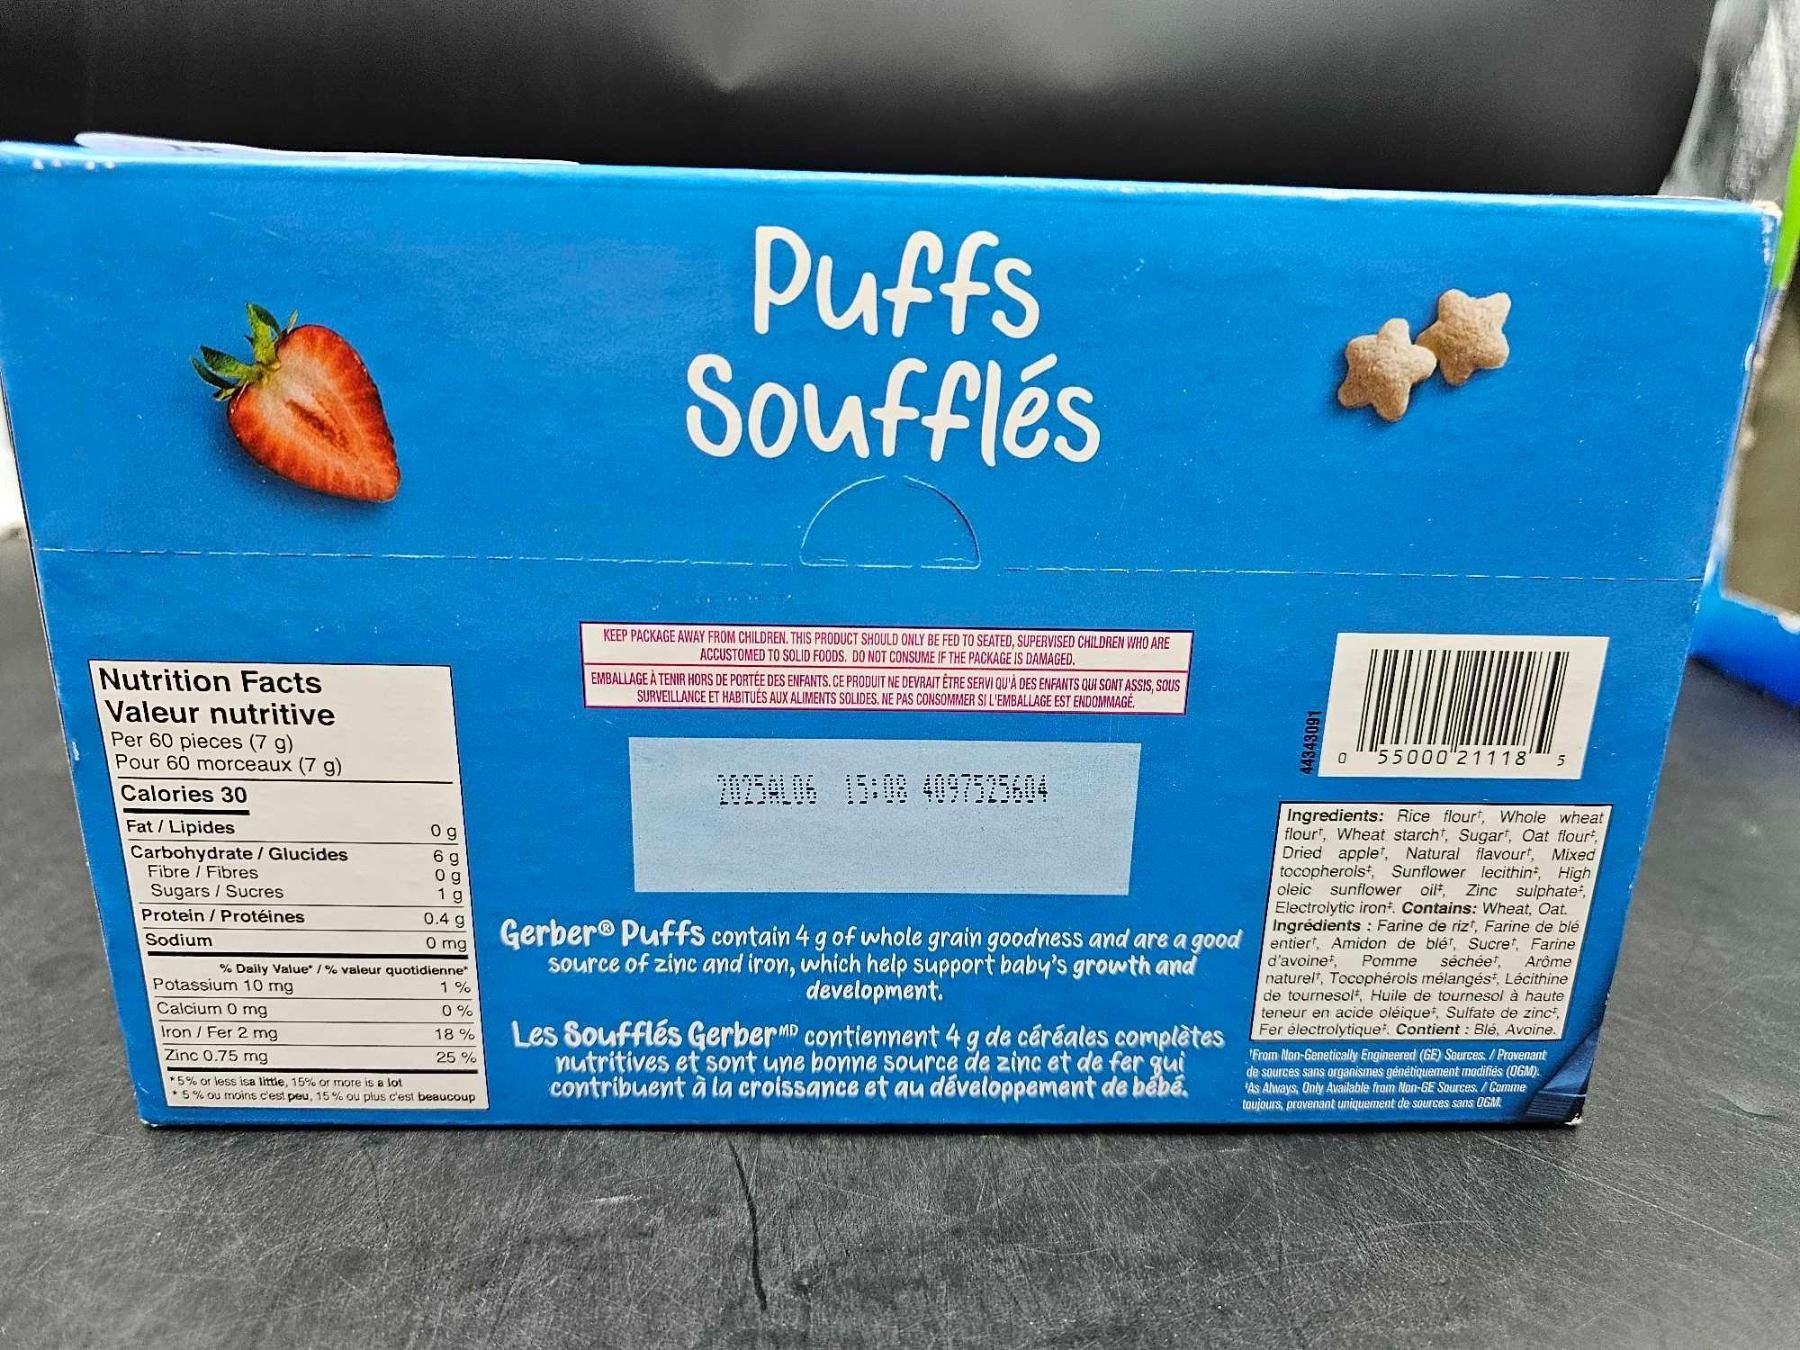 Puffs
Soufflés
KEEP PACKAGE AWAY FROM CHILDREN. THIS PRODUCT SHOULD ONLY BE FED TO SEATED, SUPERVISED CHILDREN WHO ARE
ACCUSTOMED TO SOLID FOODS. DO NOT CONSUME IF THE PACKAGE IS DAMAGED.
EMBALLAGE À TENIR HORS DE PORTÉE DES ENFANTS. CE PRODUIT NE DEVRAIT ÊTRE SERVI QU'À DES ENFANTS QUI SONT ASSIS, SOUS
SURVEILLANCE ET HABITUÉS AUX ALIMENTS SOLIDES. NE PAS CONSOMMER SI L'EMBALLAGE EST ENDOMMAGÉ.
Nutrition Facts
Valeur nutritive
Per 60 pieces (7 g)
Pour 60 morceaux (7 g)
Calories 30
Fat / Lipides 0 g
Carbohydrate / Glucides 6 g
Fibre / Fibres 0 g
Sugars / Sucres 1 g
Protein / Protéines 0.4 g
Sodium 0 mg
% Daily Value* / % valeur quotidienne*
Potassium 10 mg 1 %
Calcium 0 mg 0 %
Iron / Fer 2 mg 18 %
Zinc 0.75 mg 25 %
*5% or less isa little, 15% or more is a lot
* 5 % ou moins c'est peu, 15 % ou plus c'est beaucoup
2025AL06 15:08 4097525604
Gerber® Puffs contain 4 g of whole grain goodness and are a good
source of zinc and iron, which help support baby's growth and
development.
Les Soufflés Gerber MD contiennent 4 g de céréales complètes
nutritives et sont une bonne source de zinc et de fer qui
contribuent à la croissance et au développement de bébé.
44343091
0 55000 21118 5
Ingredients: Rice flour†, Whole wheat
flour†, Wheat starch†, Sugar†, Oat flour‡,
Dried apple†, Natural flavour†, Mixed
tocopherols‡, Sunflower lecithin‡, High
oleic sunflower oil‡, Zinc sulphate‡,
Electrolytic iron‡. Contains: Wheat, Oat.
Ingrédients : Farine de riz†, Farine de blé
entier†, Amidon de blé†, Sucre†, Farine
d'avoine‡, Pomme séchée†, Arôme
naturel†, Tocophérols mélangés‡, Lécithine
de tournesol‡, Huile de tournesol à haute
teneur en acide oléique‡, Sulfate de zinc‡,
Fer électrolytique‡. Contient : Blé, Avoine.
†From Non-Genetically Engineered (GE) Sources. / Provenant
de sources sans organismes génétiquement modifiés (OGM).
‡As Always, Only Available from Non-GE Sources. / Comme
toujours, provenant uniquement de sources sans OGM.